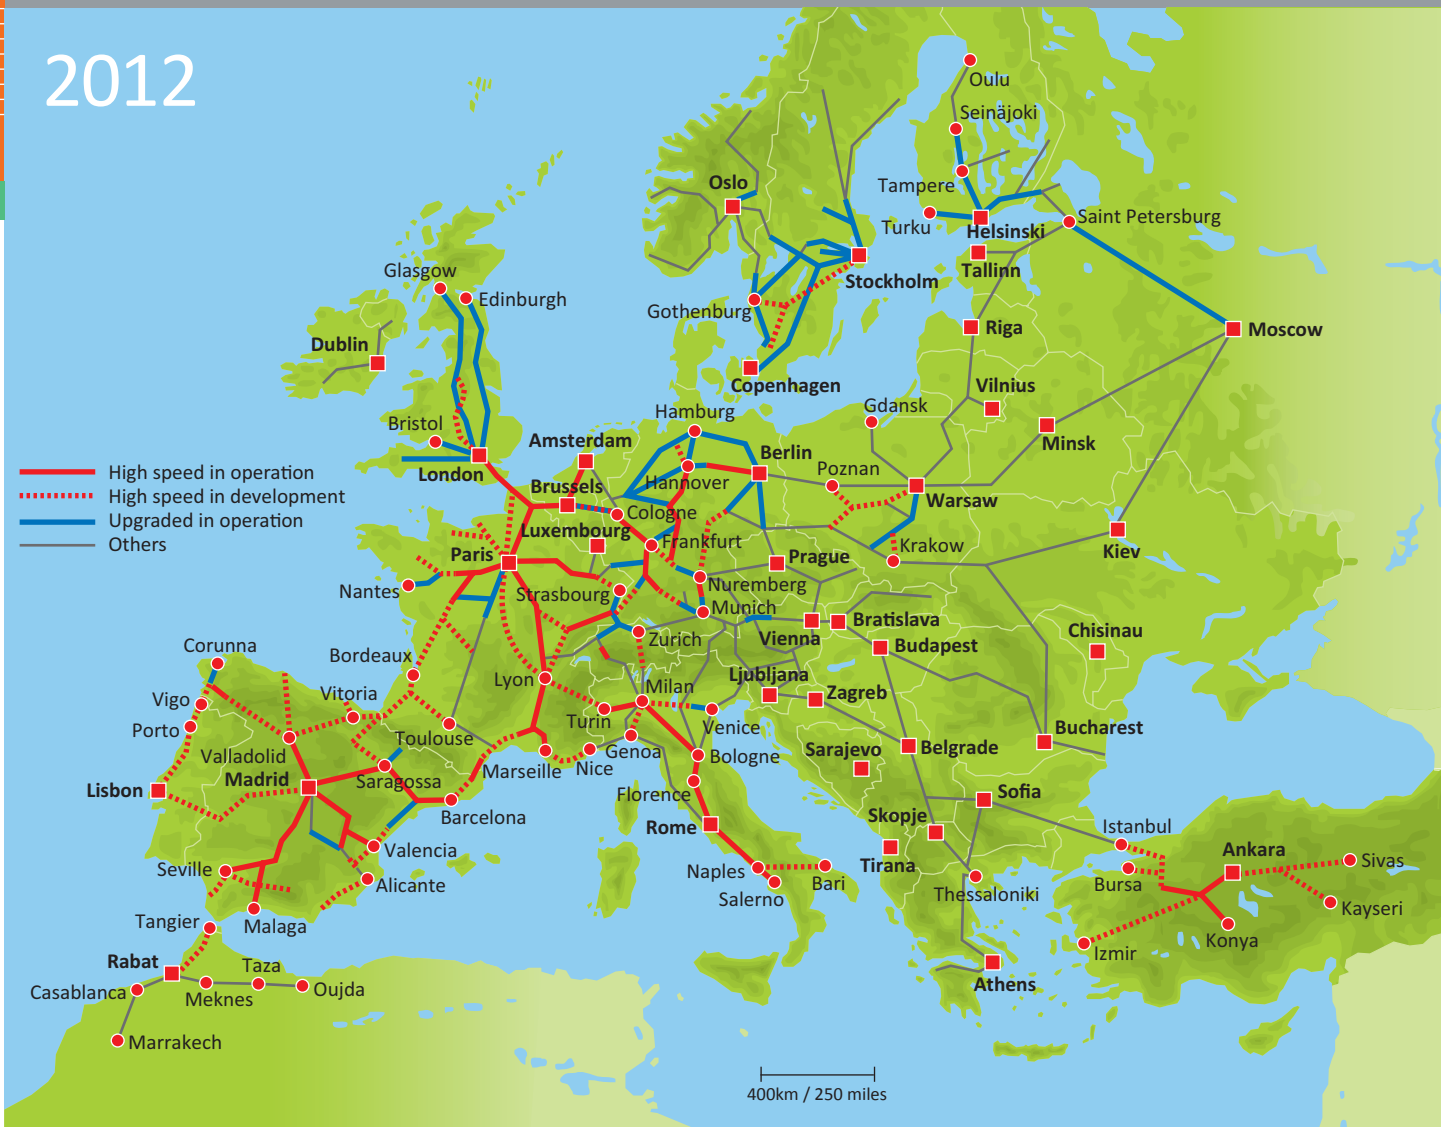 2012
Oulu
Seinäjoki
Oslo
Tampere
Turku
Helsinki
Saint Petersburg
Tallinn
Stockholm
Glasgow
Edinburgh
Gothenburg
Riga
Moscow
Dublin
Copenhagen
Vilnius
Hamburg
Gdansk
Minsk
Bristol
Amsterdam
Berlin
London
Hannover
Poznan
Brussels
Warsaw
High speed in operation
High speed in development
Upgraded in operation
Others
Cologne
Luxembourg
Frankfurt
Paris
Prague
Krakow
Kiev
Nantes
Strasbourg
Nuremberg
Munich
Vienna
Bratislava
Chisinau
Corunna
Zurich
Budapest
Bordeaux
Lyon
Ljubljana
Vigo
Vitoria
Milan
Zagreb
Porto
Turin
Venice
Valladolid
Toulouse
Genoa
Bucharest
Madrid
Saragossa
Marseille
Nice
Bologne
Sarajevo
Belgrade
Lisbon
Florence
Sofia
Barcelona
Rome
Skopje
Istanbul
Valencia
Tirana
Ankara
Sivas
Seville
Alicante
Naples
Bari
Bursa
Salerno
Thessaloniki
Kayseri
Tangier
Malaga
Konya
Izmir
Rabat
Taza
Athens
Casablanca
Meknes
Oujda
Marrakech
400km / 250 miles